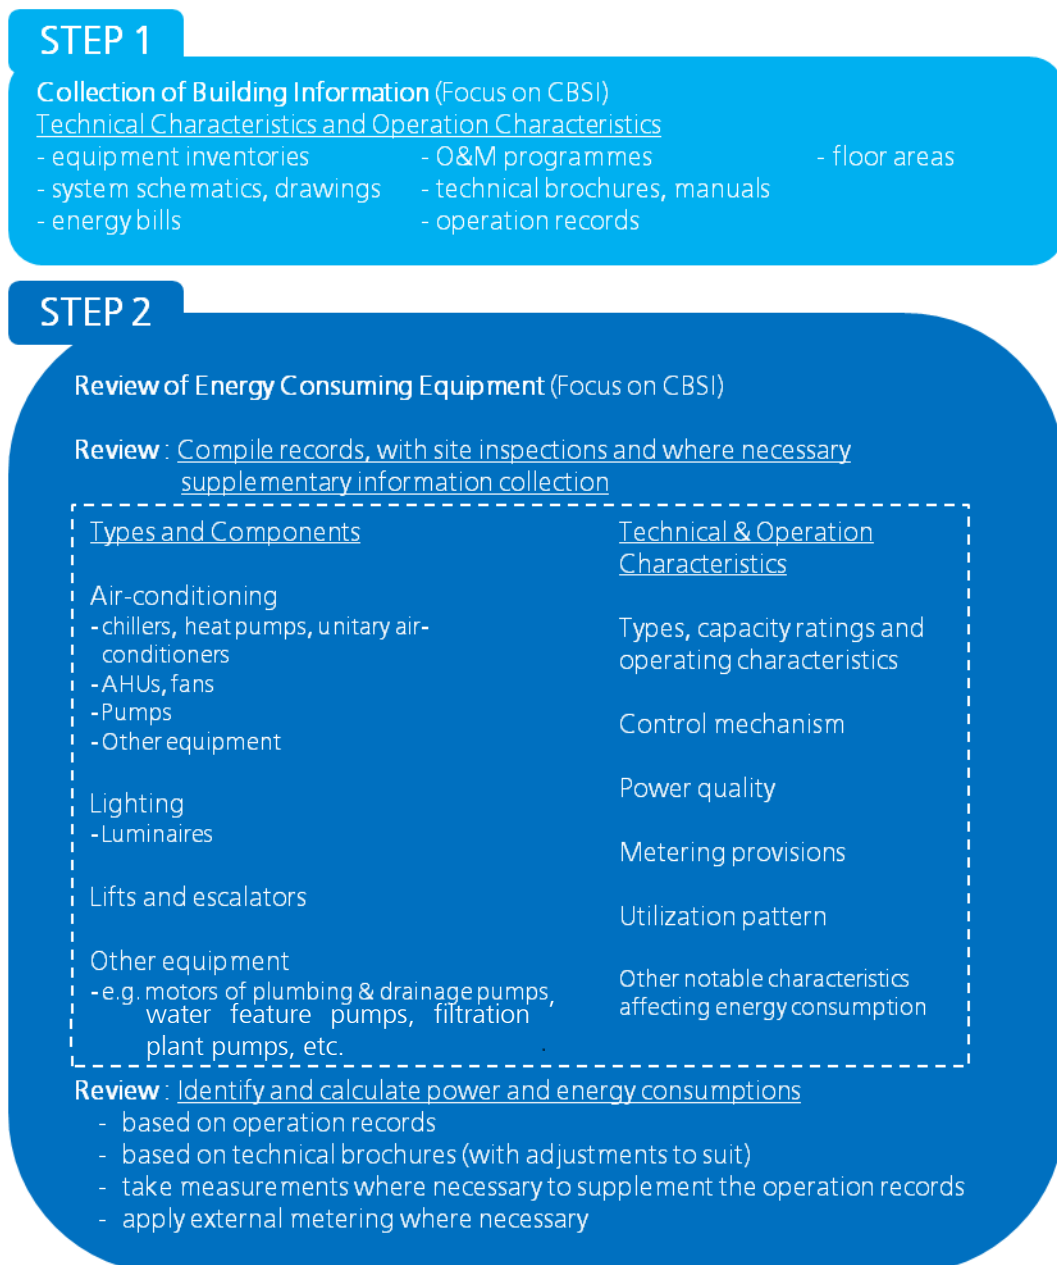 STEP 1
Collection of Building Information (Focus on CBSI)
Technical Characteristics and Operation Characteristics
- equipment inventories - O&M programmes - floor areas
- system schematics, drawings - technical brochures, manuals
- energy bills - operation records
STEP 2
Review of Energy Consuming Equipment (Focus on CBSI)
Review : Compile records, with site inspections and where necessary
supplementary information collection
Types and Components
Air-conditioning
- chillers, heat pumps, unitary air-
conditioners
- AHUs, fans
- Pumps
- Other equipment
Lighting
- Luminaires
Lifts and escalators
Other equipment
- e.g. motors of plumbing & drainage pumps,
water feature pumps, filtration
plant pumps, etc.
Technical & Operation
Characteristics
Types, capacity ratings and
operating characteristics
Control mechanism
Power quality
Metering provisions
Utilization pattern
Other notable characteristics
affecting energy consumption
Review : Identify and calculate power and energy consumptions
- based on operation records
- based on technical brochures (with adjustments to suit)
- take measurements where necessary to supplement the operation records
- apply external metering where necessary